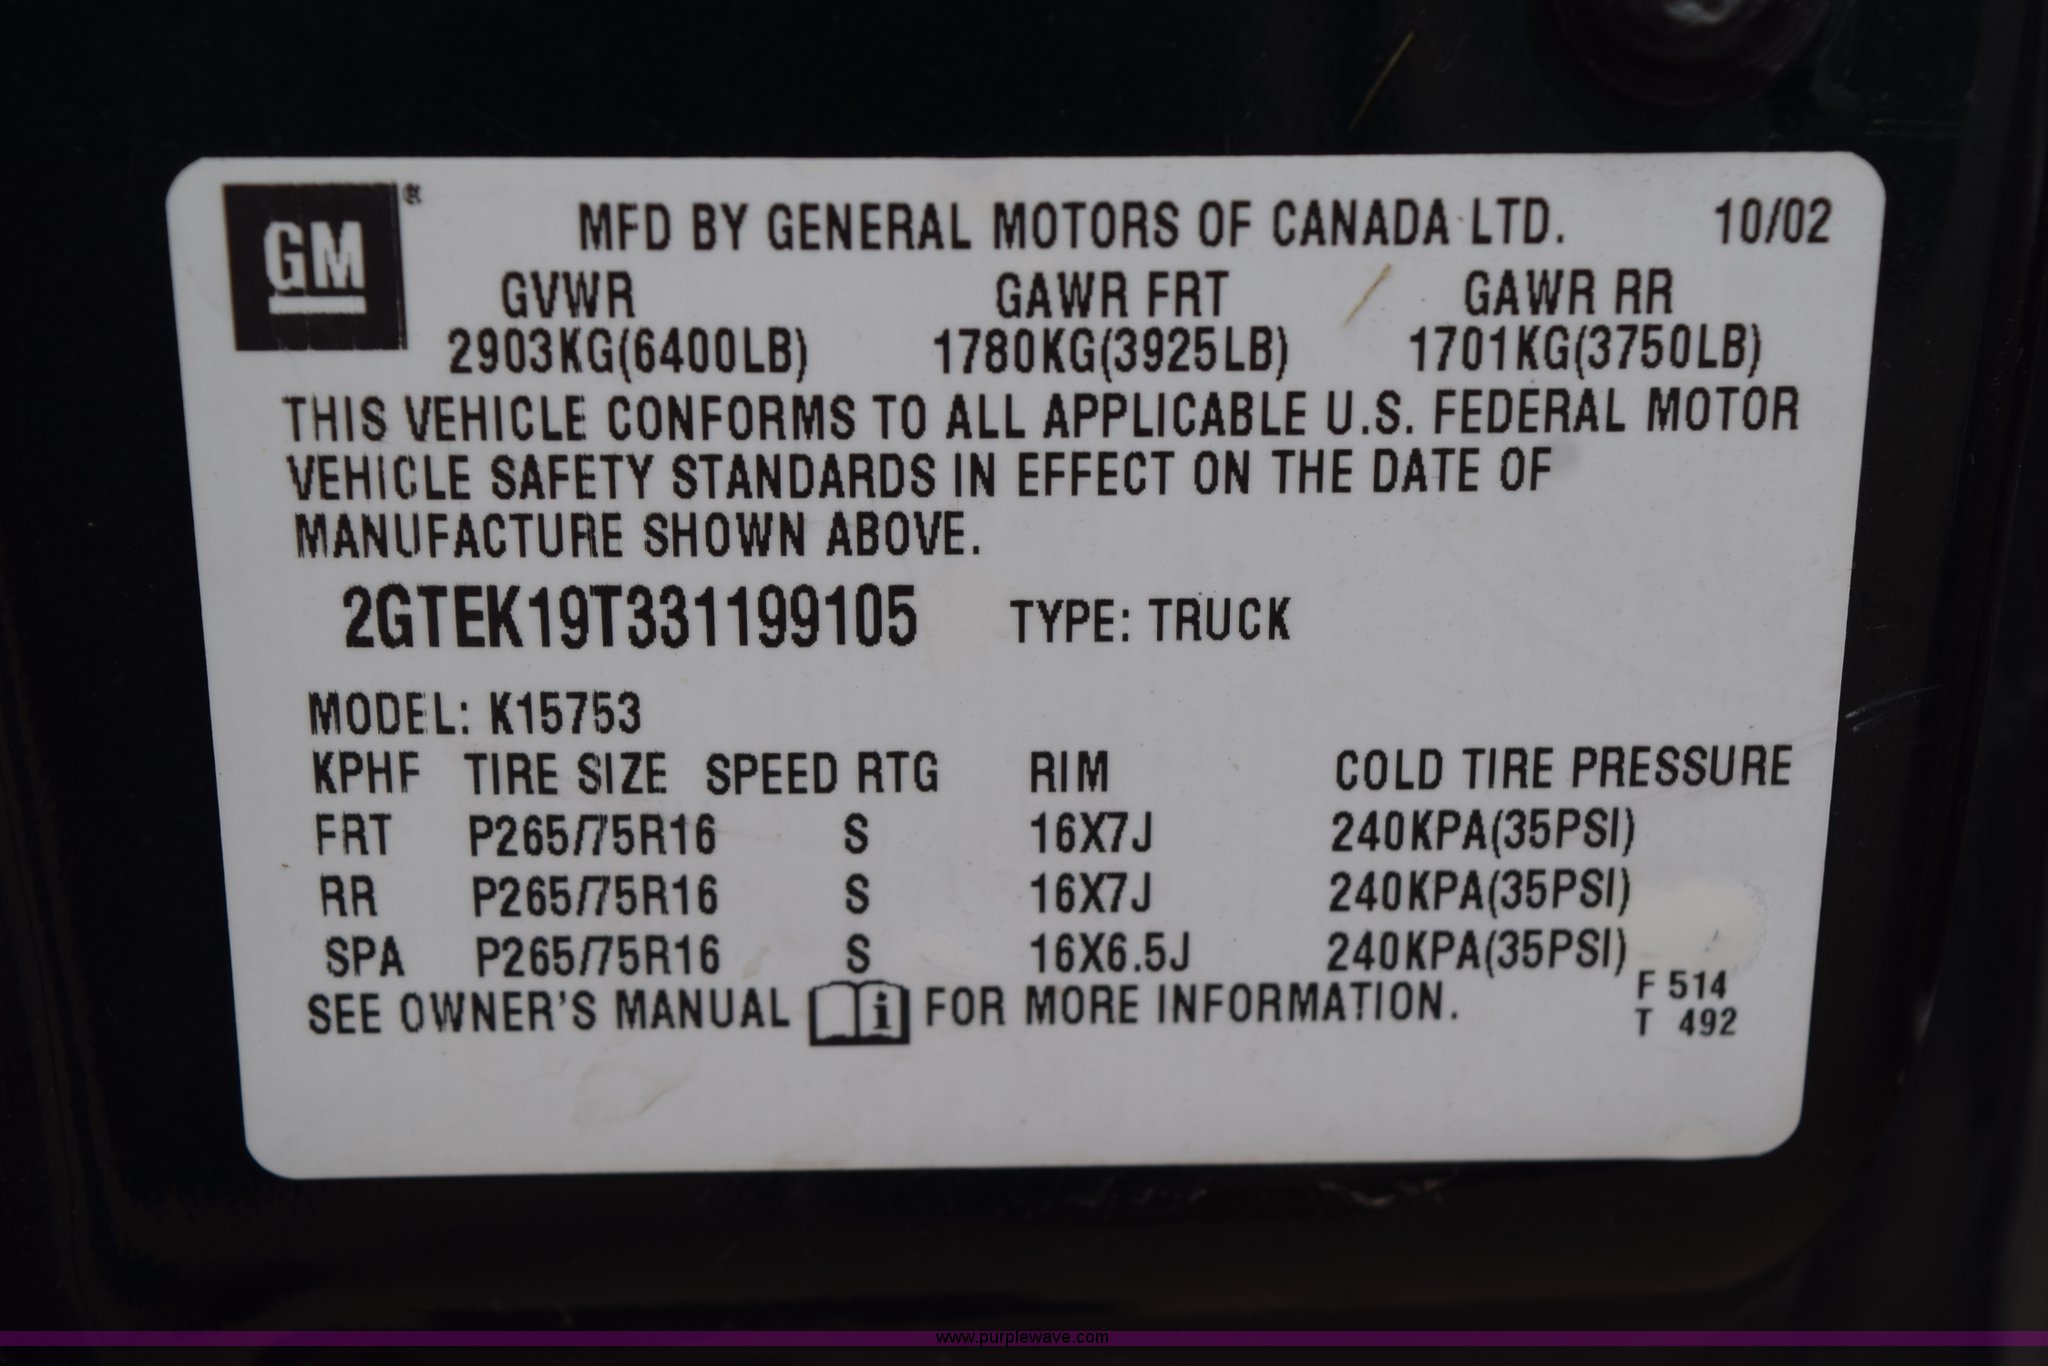 GM ®
MFD BY GENERAL MOTORS OF CANADA LTD. 10/02
GVWR GAWR FRT GAWR RR
2903KG(6400LB) 1780KG(3925LB) 1701KG(3750LB)
THIS VEHICLE CONFORMS TO ALL APPLICABLE U.S. FEDERAL MOTOR
VEHICLE SAFETY STANDARDS IN EFFECT ON THE DATE OF
MANUFACTURE SHOWN ABOVE.
2GTEK19T331199105 TYPE: TRUCK
MODEL: K15753
KPHF TIRE SIZE SPEED RTG RIM COLD TIRE PRESSURE
FRT P265/75R16 S 16X7J 240KPA(35PSI)
RR P265/75R16 S 16X7J 240KPA(35PSI)
SPA P265/75R16 S 16X6.5J 240KPA(35PSI)
SEE OWNER'S MANUAL i FOR MORE INFORMATION.
F 514
T 492
www.purplewave.com